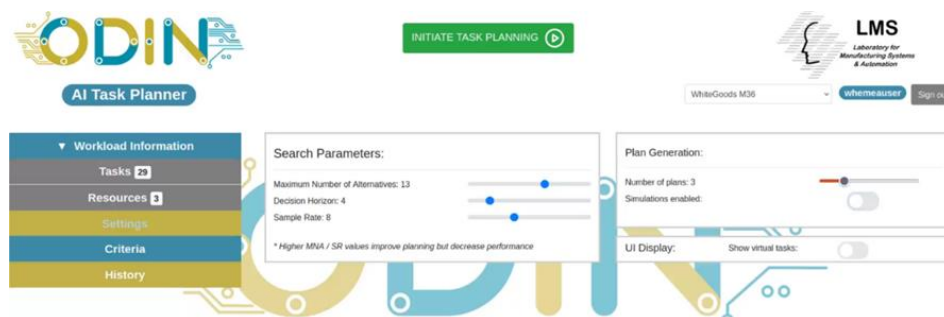 ODIN
INITIATE TASK PLANNING
LMS
Laboratory for
Manufacturing Systems
& Automation
AI Task Planner
WhiteGoods M36
whemeauser
Sign ou
▼ Workload Information
Tasks 29
Resources 3
Settings
Criteria
History
Search Parameters:
Maximum Number of Alternatives: 13
Decision Horizon: 4
Sample Rate: 8
* Higher MNA / SR values improve planning but decrease performance
Plan Generation:
Number of plans: 3
Simulations enabled:
UI Display:
Show virtual tasks:
ODIN